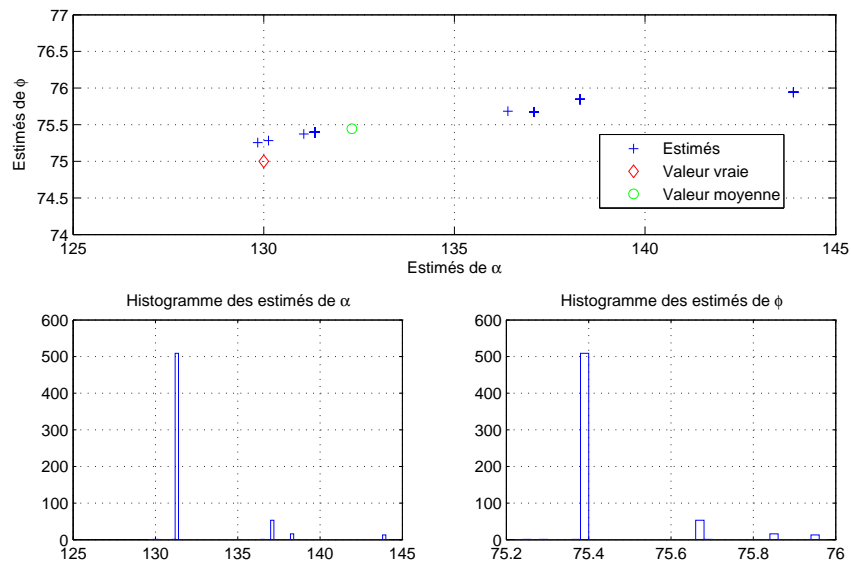 77
76.5
76
75.5
75
74.5
74
Estimés de φ
Estimés
Valeur vraie
Valeur moyenne
125 130 135 140 145
Estimés de α
Histogramme des estimés de α
600
500
400
300
200
100
0
125 130 135 140 145
Histogramme des estimés de φ
600
500
400
300
200
100
0
75.2 75.4 75.6 75.8 76